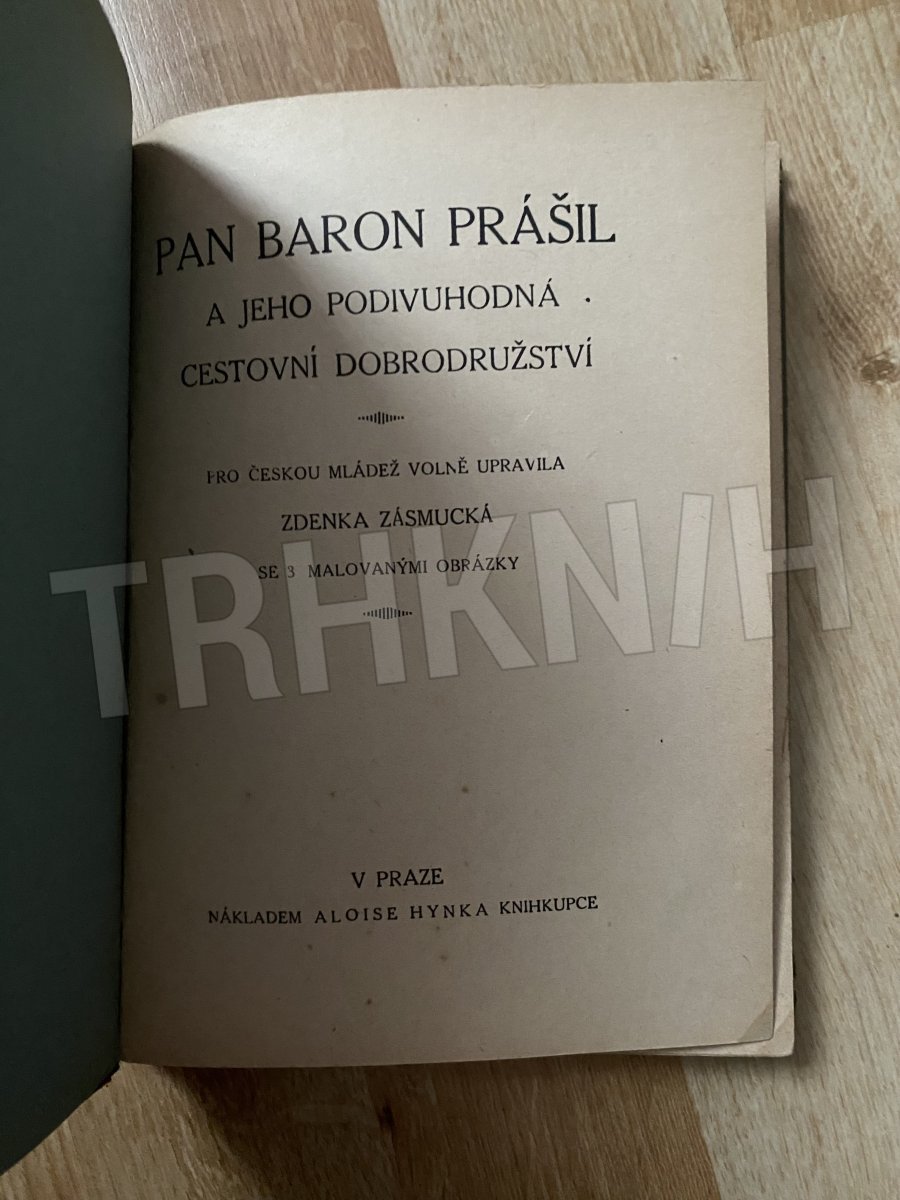 PAN BARON PRÁŠIL
A JEHO PODIVUHODNÁ
CESTOVNÍ DOBRODRUŽSTVÍ
PRO ČESKOU MLÁDEŽ VOLNĚ UPRAVILA
ZDENKA ZÁSMUCKÁ
SE 3 MALOVANÝMI OBRÁZKY
TRHKNIH
V PRAZE
NÁKLADEM ALOISE HYNKA KNIHKUPCE